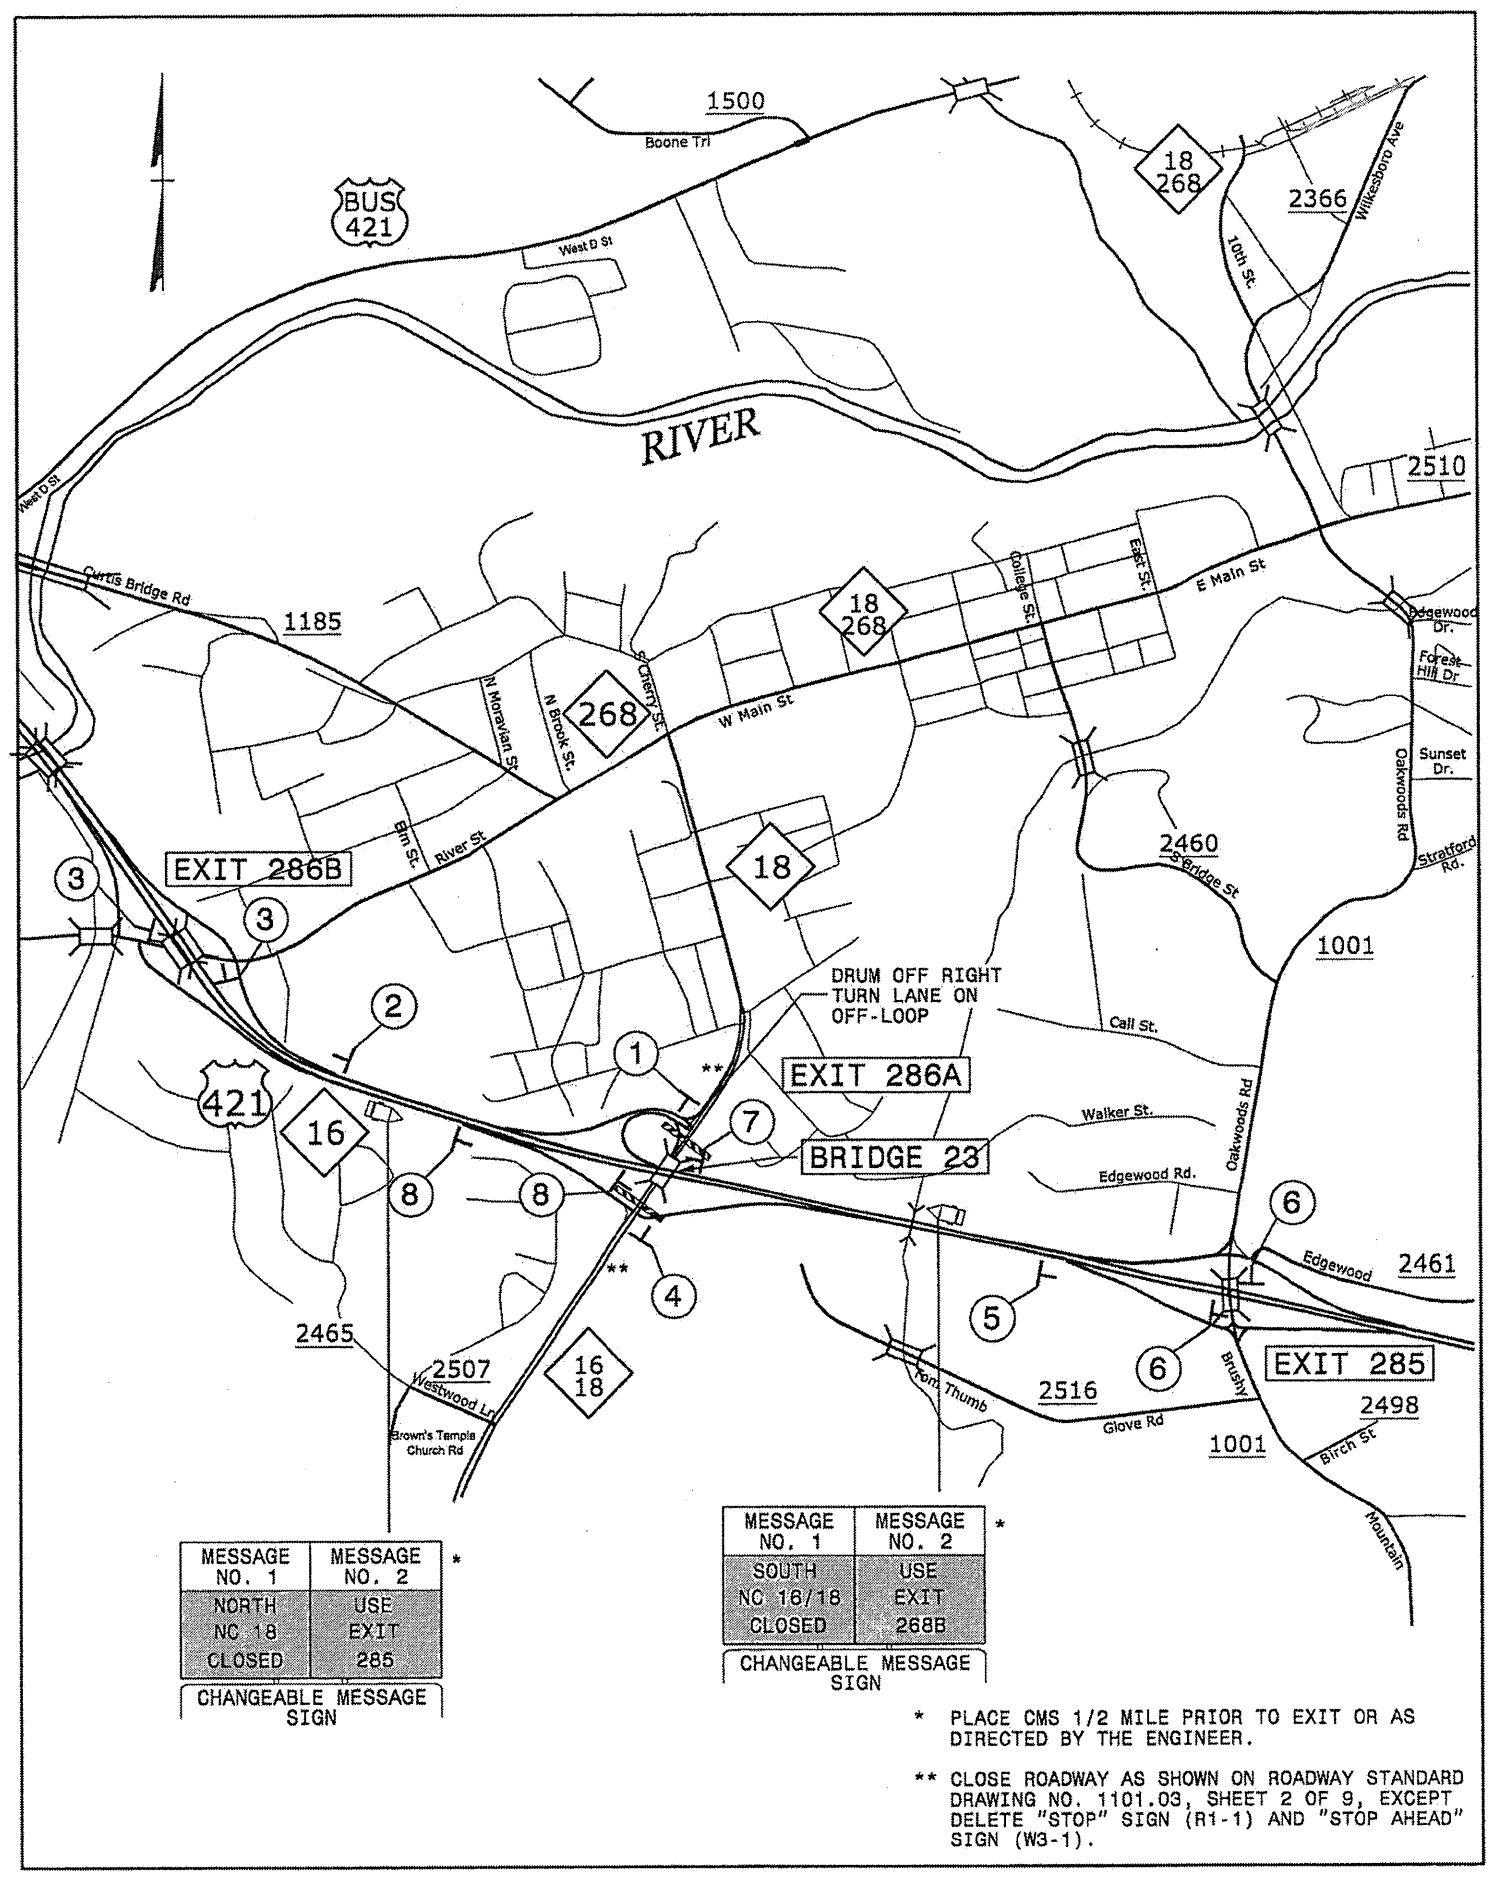 1500
Boone Trl
18
268
2366
Wilkesboro Ave
BUS
421
West D St
10th St.
RIVER
2510
West D St
Curtis Bridge Rd
1185
18
268
College St.
East St.
E Main St
Edgewood
Dr.
Forest
Hill Dr
S Cherry St.
N Moravian St
N Brook St.
268
W Main St
Oakwoods Rd
Sunset
Dr.
Elm St.
River St
18
2460
S Bridge St
Stratford
Rd.
EXIT 286B
3
3
1001
2
DRUM OFF RIGHT
TURN LANE ON
OFF-LOOP
Call St.
1
**
EXIT 286A
421
16
7
Walker St.
Oakwoods Rd
BRIDGE 23
Edgewood Rd.
8
8
6
Edgewood
2461
**
4
5
2465
6
EXIT 285
2507
16
18
Westwood Ln
Brown's Temple
Church Rd
Tom Thumb
2516
Glove Rd
Brushy
2498
1001
Birch St
Mountain
MESSAGE
NO. 1
MESSAGE
NO. 2
*
SOUTH
NC 16/18
CLOSED
USE
EXIT
268B
CHANGEABLE MESSAGE
SIGN
MESSAGE
NO. 1
MESSAGE
NO. 2
*
NORTH
NC 18
CLOSED
USE
EXIT
285
CHANGEABLE MESSAGE
SIGN
* PLACE CMS 1/2 MILE PRIOR TO EXIT OR AS
DIRECTED BY THE ENGINEER.
** CLOSE ROADWAY AS SHOWN ON ROADWAY STANDARD
DRAWING NO. 1101.03, SHEET 2 OF 9, EXCEPT
DELETE "STOP" SIGN (R1-1) AND "STOP AHEAD"
SIGN (W3-1).